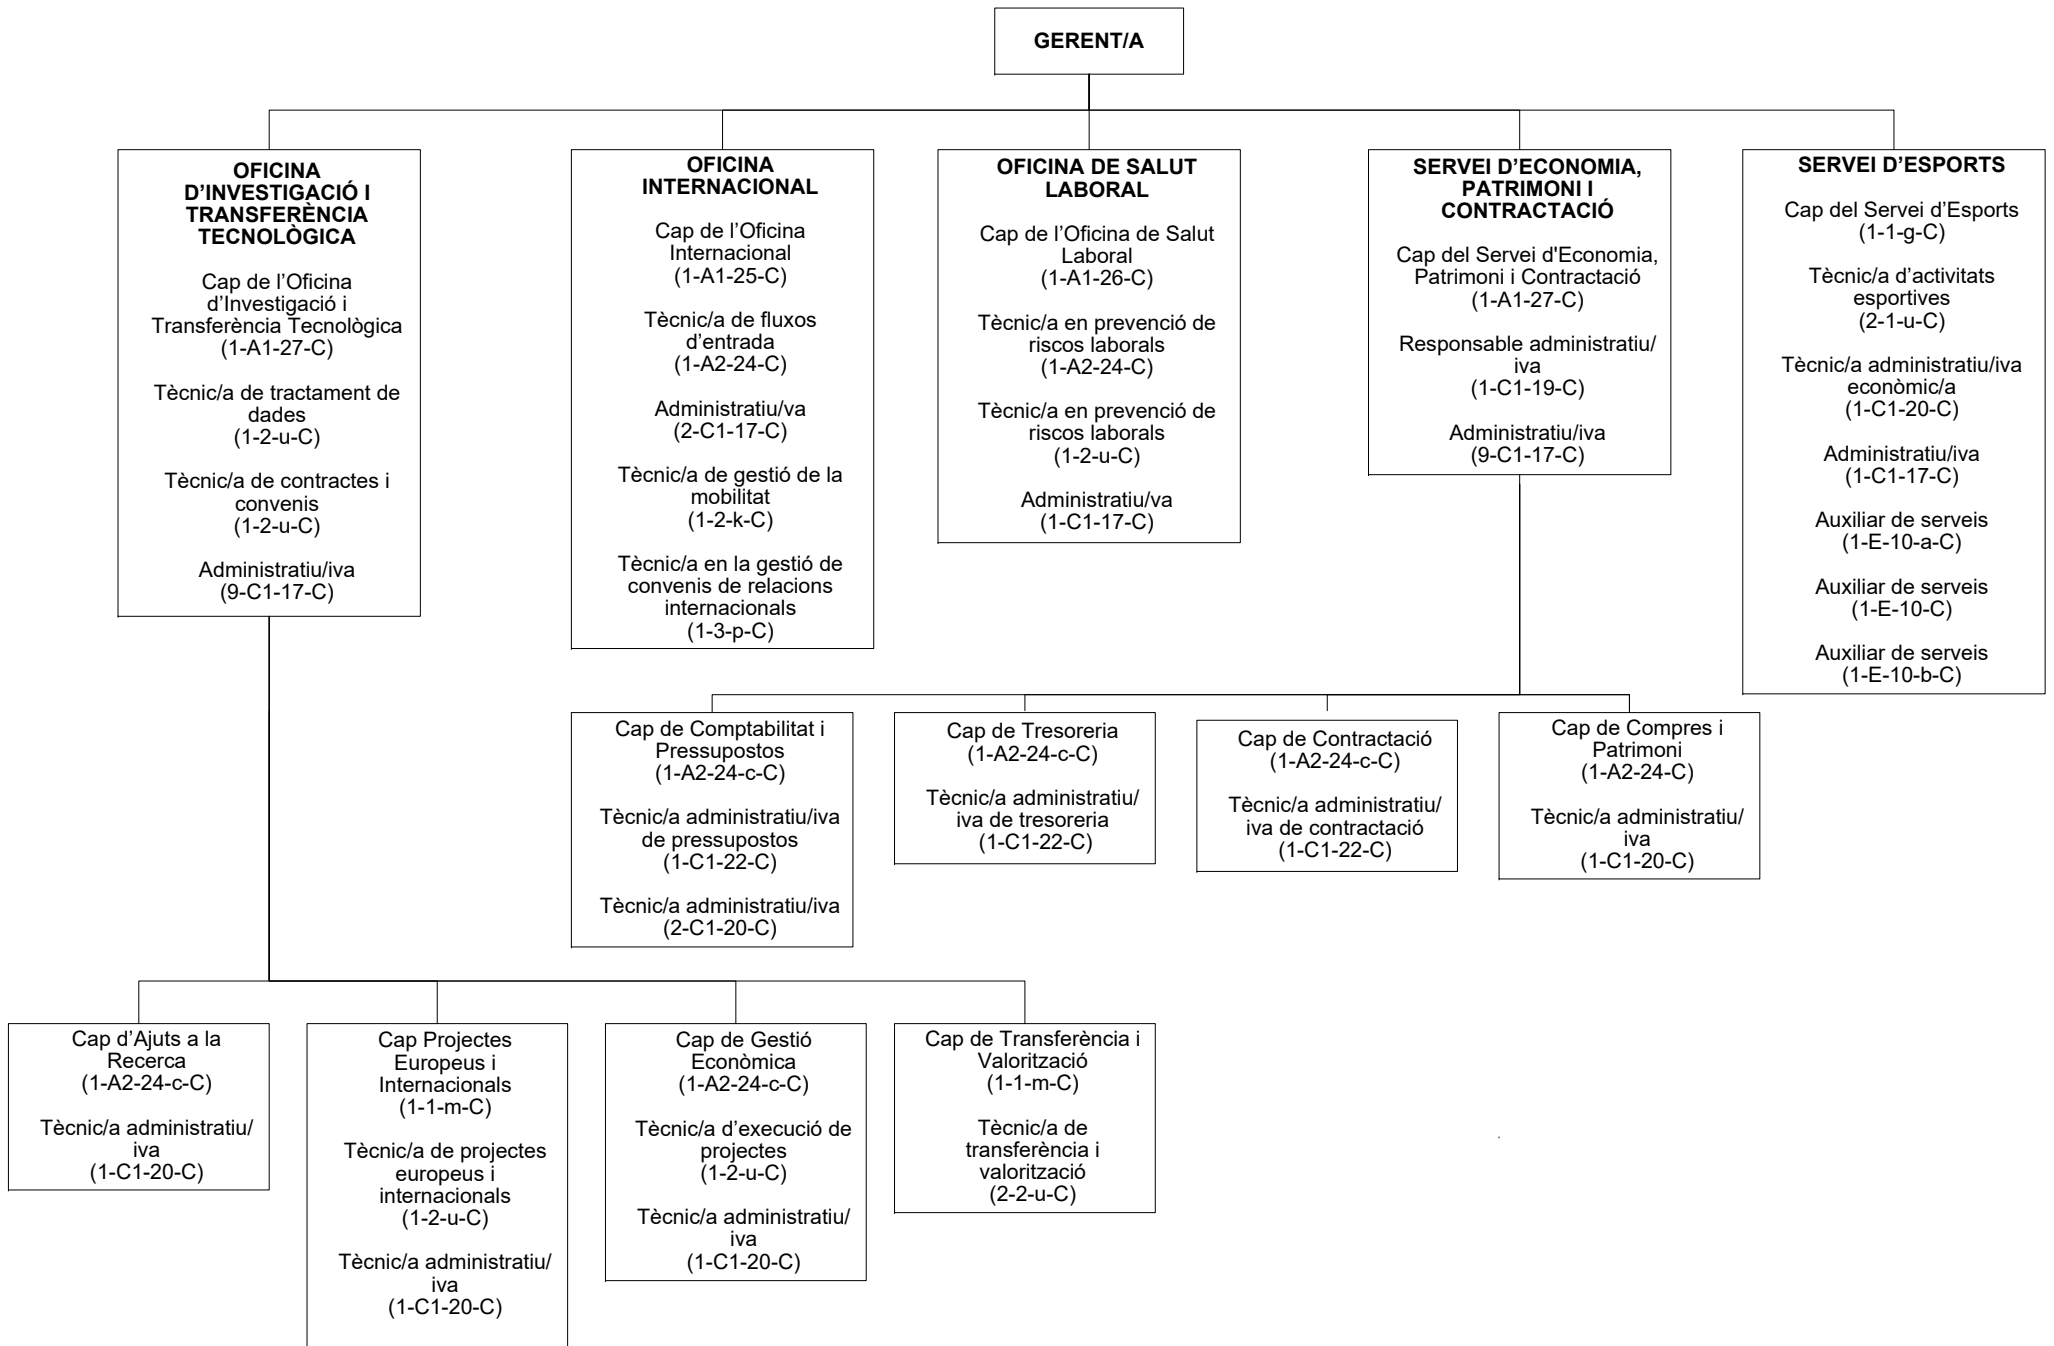 GERENT/A
OFICINA
D’INVESTIGACIÓ I
TRANSFERÈNCIA
TECNOLÒGICA
Cap de l’Oficina
d’Investigació i
Transferència Tecnològica
(1-A1-27-C)
Tècnic/a de tractament de
dades
(1-2-u-C)
Tècnic/a de contractes i
convenis
(1-2-u-C)
Administratiu/iva
(9-C1-17-C)
OFICINA
INTERNACIONAL
Cap de l’Oficina
Internacional
(1-A1-25-C)
Tècnic/a de fluxos
d’entrada
(1-A2-24-C)
Administratiu/va
(2-C1-17-C)
Tècnic/a de gestió de la
mobilitat
(1-2-k-C)
Tècnic/a en la gestió de
convenis de relacions
internacionals
(1-3-p-C)
OFICINA DE SALUT
LABORAL
Cap de l’Oficina de Salut
Laboral
(1-A1-26-C)
Tècnic/a en prevenció de
riscos laborals
(1-A2-24-C)
Tècnic/a en prevenció de
riscos laborals
(1-2-u-C)
Administratiu/va
(1-C1-17-C)
SERVEI D’ECONOMIA,
PATRIMONI I
CONTRACTACIÓ
Cap del Servei d'Economia,
Patrimoni i Contractació
(1-A1-27-C)
Responsable administratiu/
iva
(1-C1-19-C)
Administratiu/iva
(9-C1-17-C)
SERVEI D’ESPORTS
Cap del Servei d’Esports
(1-1-g-C)
Tècnic/a d’activitats
esportives
(2-1-u-C)
Tècnic/a administratiu/iva
econòmic/a
(1-C1-20-C)
Administratiu/iva
(1-C1-17-C)
Auxiliar de serveis
(1-E-10-a-C)
Auxiliar de serveis
(1-E-10-C)
Auxiliar de serveis
(1-E-10-b-C)
Cap de Comptabilitat i
Pressupostos
(1-A2-24-c-C)
Tècnic/a administratiu/iva
de pressupostos
(1-C1-22-C)
Tècnic/a administratiu/iva
(2-C1-20-C)
Cap de Tresoreria
(1-A2-24-c-C)
Tècnic/a administratiu/
iva de tresoreria
(1-C1-22-C)
Cap de Contractació
(1-A2-24-c-C)
Tècnic/a administratiu/
iva de contractació
(1-C1-22-C)
Cap de Compres i
Patrimoni
(1-A2-24-C)
Tècnic/a administratiu/
iva
(1-C1-20-C)
Cap d’Ajuts a la
Recerca
(1-A2-24-c-C)
Tècnic/a administratiu/
iva
(1-C1-20-C)
Cap Projectes
Europeus i
Internacionals
(1-1-m-C)
Tècnic/a de projectes
europeus i
internacionals
(1-2-u-C)
Tècnic/a administratiu/
iva
(1-C1-20-C)
Cap de Gestió
Econòmica
(1-A2-24-c-C)
Tècnic/a d’execució de
projectes
(1-2-u-C)
Tècnic/a administratiu/
iva
(1-C1-20-C)
Cap de Transferència i
Valorització
(1-1-m-C)
Tècnic/a de
transferència i
valorització
(2-2-u-C)